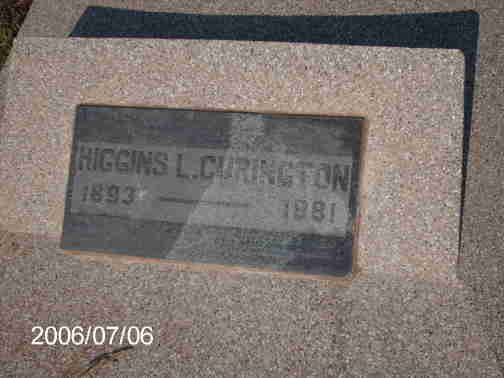 HIGGINS L. CURINGTON
1893 — 1981
2006/07/06